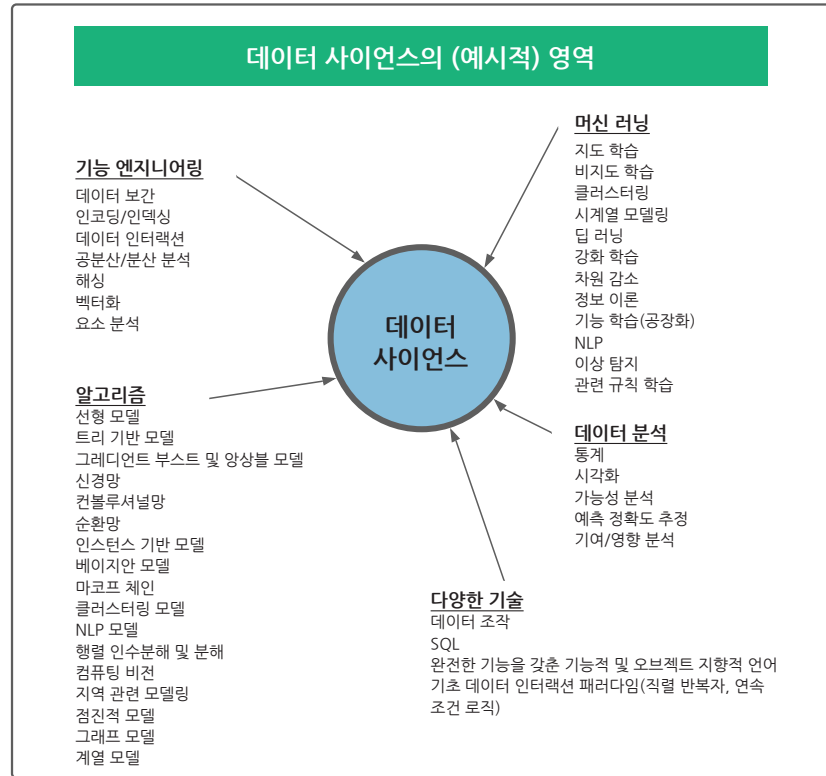 데이터 사이언스의 (예시적) 영역
기능 엔지니어링
데이터 보간
인코딩/인덱싱
데이터 인터랙션
공분산/분산 분석
해싱
벡터화
요소 분석
머신 러닝
지도 학습
비지도 학습
클러스터링
시계열 모델링
딥 러닝
강화 학습
차원 감소
정보 이론
기능 학습(공장화)
NLP
이상 탐지
관련 규칙 학습
데이터
사이언스
알고리즘
선형 모델
트리 기반 모델
그레디언트 부스트 및 앙상블 모델
신경망
컨볼루셔널망
순환망
인스턴스 기반 모델
베이지안 모델
마코프 체인
클러스터링 모델
NLP 모델
행렬 인수분해 및 분해
컴퓨팅 비전
지역 관련 모델링
점진적 모델
그래프 모델
계열 모델
데이터 분석
통계
시각화
가능성 분석
예측 정확도 추정
기여/영향 분석
다양한 기술
데이터 조작
SQL
완전한 기능을 갖춘 기능적 및 오브젝트 지향적 언어
기초 데이터 인터랙션 패러다임(직렬 반복자, 연속
조건 로직)